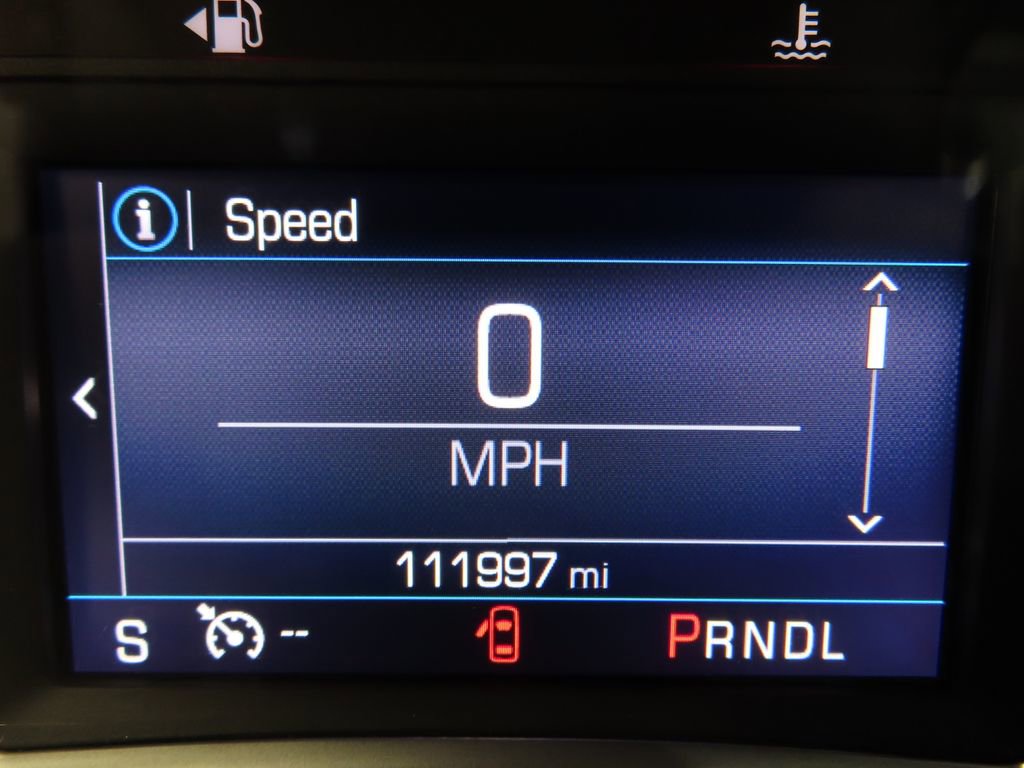 Speed
0
MPH
111997 mi
S -- PRNDL